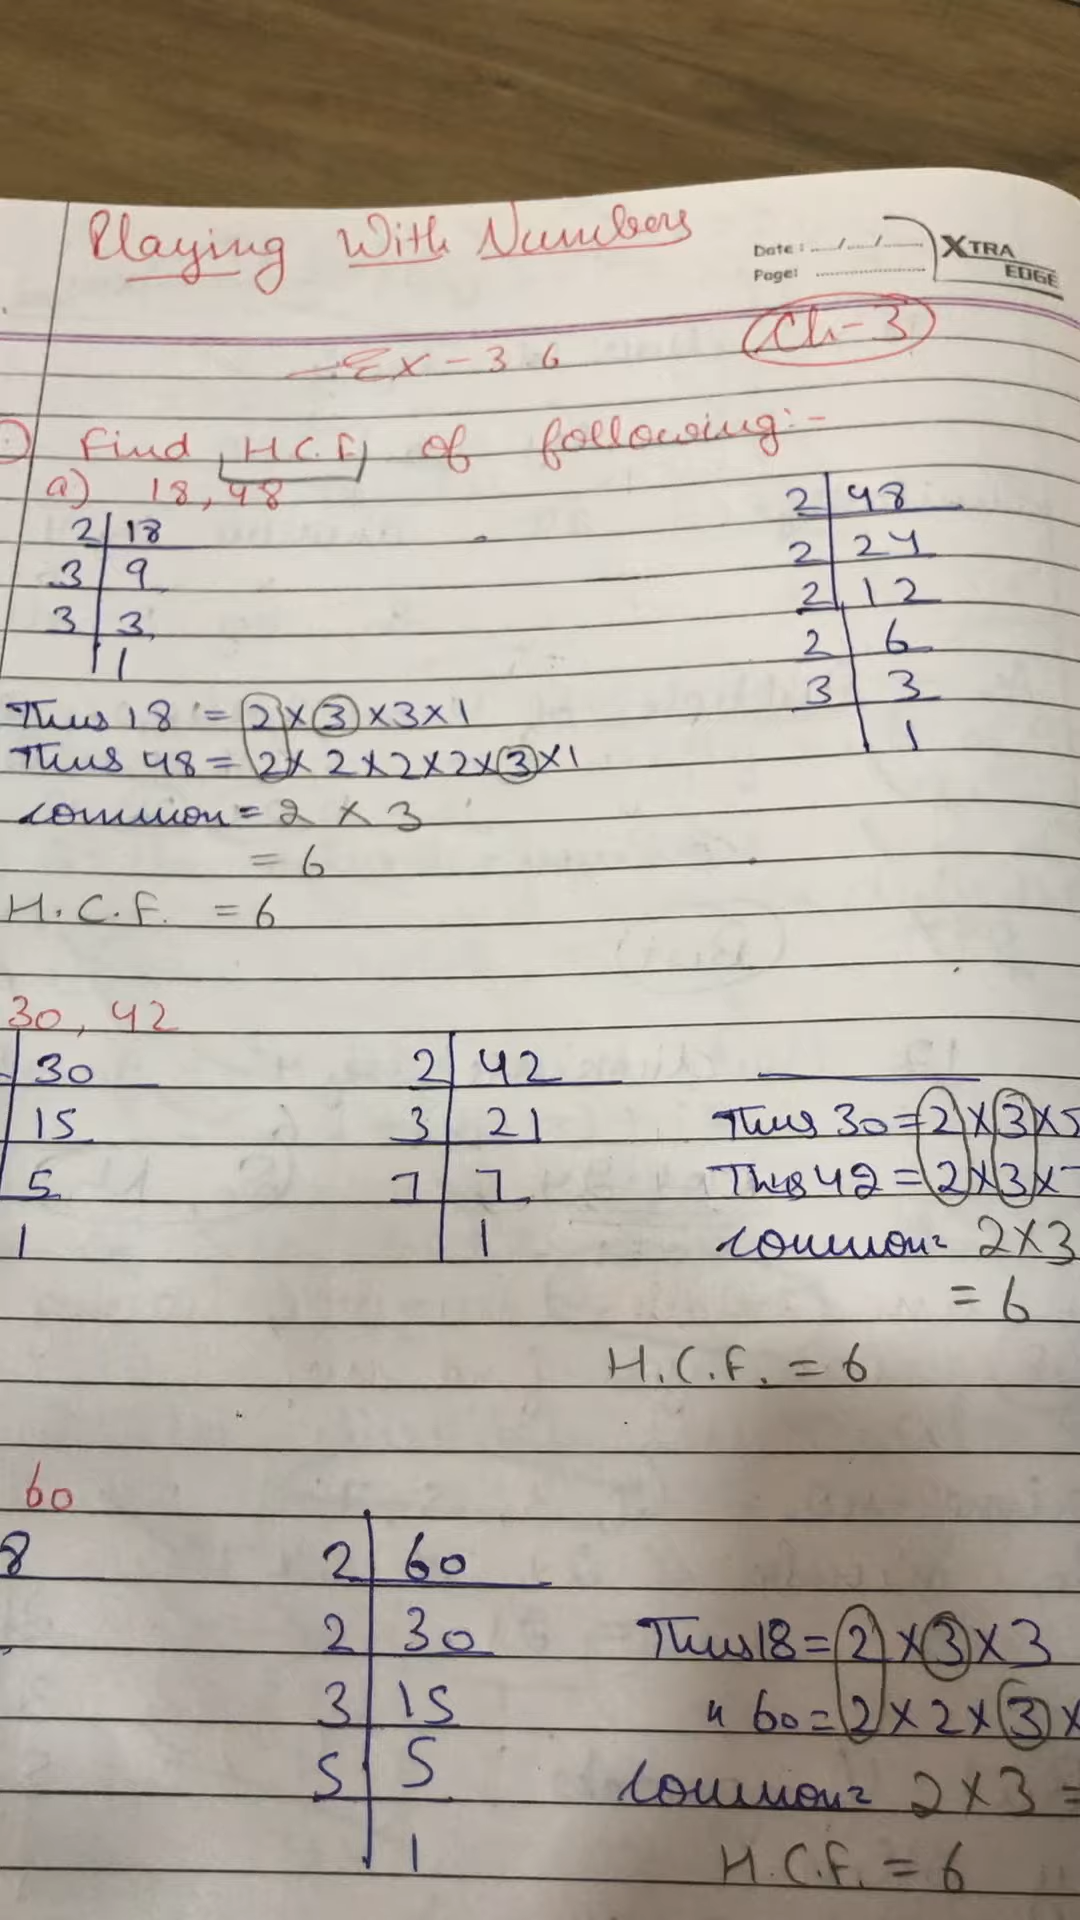 Playing With Numbers
Date : ..../...../........
Page: ........................
XTRA EDGE
Ch-3
Ex - 3.6
Find H.C.F. of following:-
a) 18, 48
2 | 18
3 | 9
3 | 3
1
2 | 48
2 | 24
2 | 12
2 | 6
3 | 3
1
Thus 18 = 2 × 3 × 3 × 1
Thus 48 = 2 × 2 × 2 × 2 × 3 × 1
common = 2 × 3
= 6
H.C.F. = 6
30, 42
30
15
5
1
2 | 42
3 | 21
7 | 7
1
Thus 30 = 2 × 3 × 5
Thus 42 = 2 × 3 ×
common = 2 × 3
= 6
H.C.F. = 6
60
8
2 | 60
2 | 30
3 | 15
5 | 5
1
Thus 18 = 2 × 3 × 3
" 60 = 2 × 2 × 3 ×
common = 2 × 3 =
H.C.F. = 6